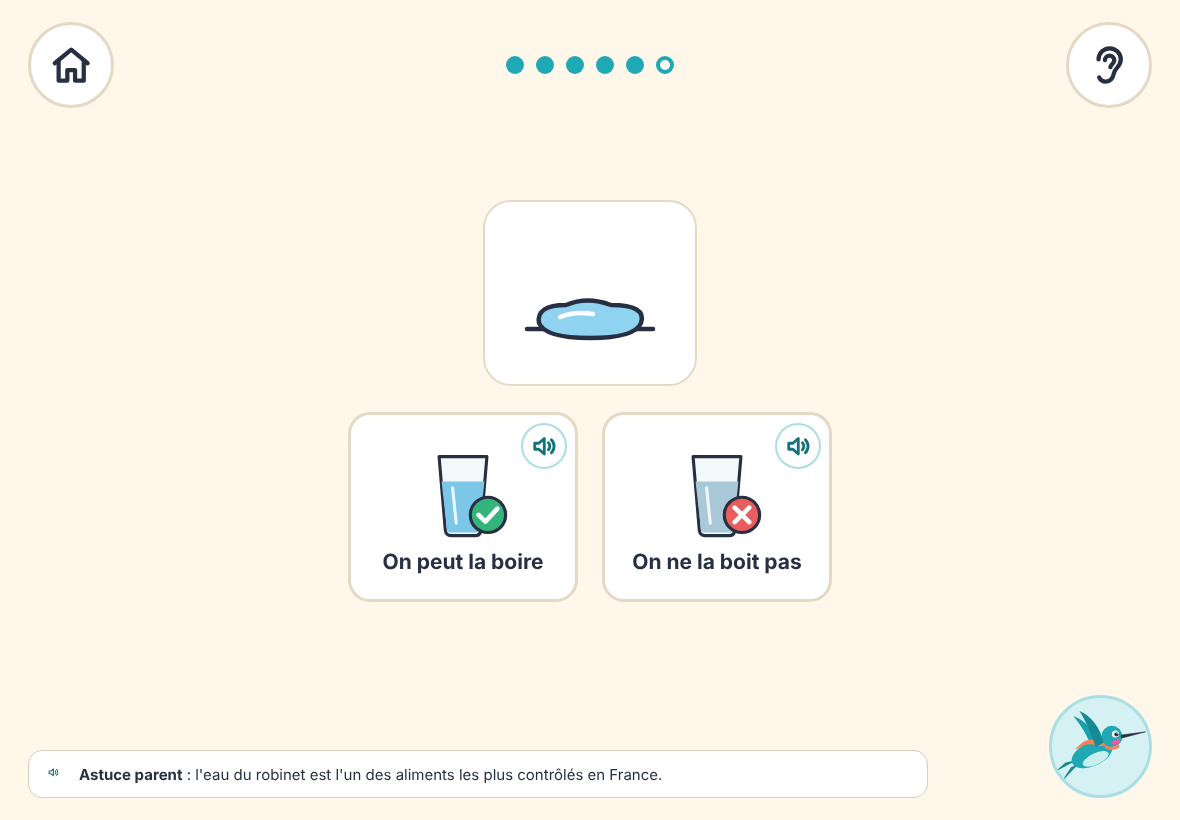 On peut la boire
On ne la boit pas
Astuce parent : l'eau du robinet est l'un des aliments les plus contrôlés en France.